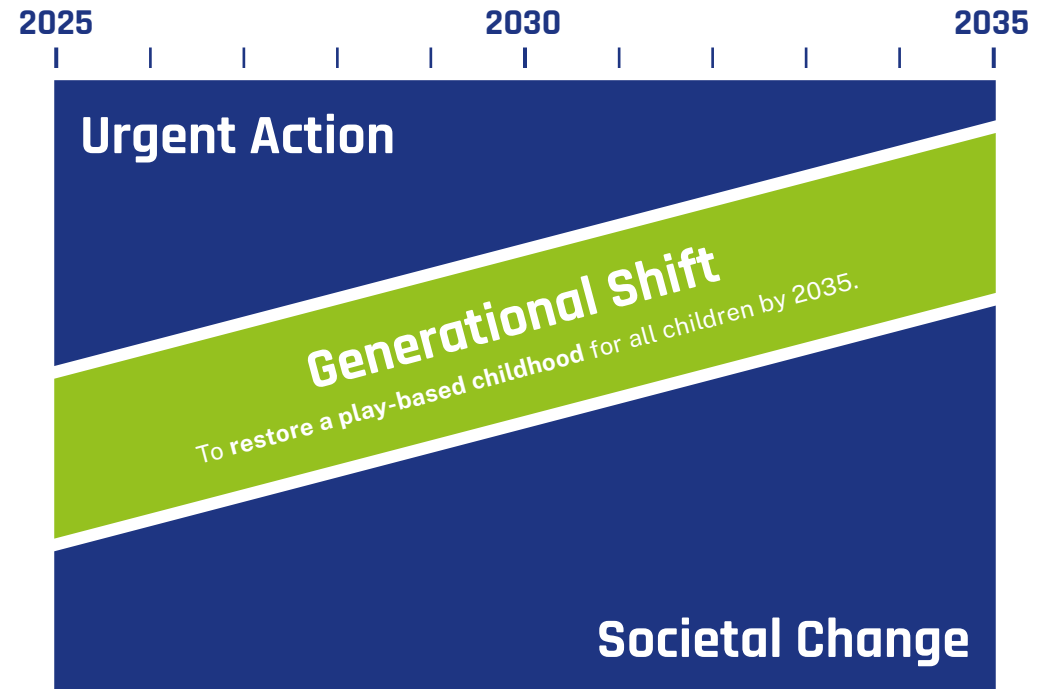 2025 2030 2035
Urgent Action
Generational Shift
To restore a play-based childhood for all children by 2035.
Societal Change